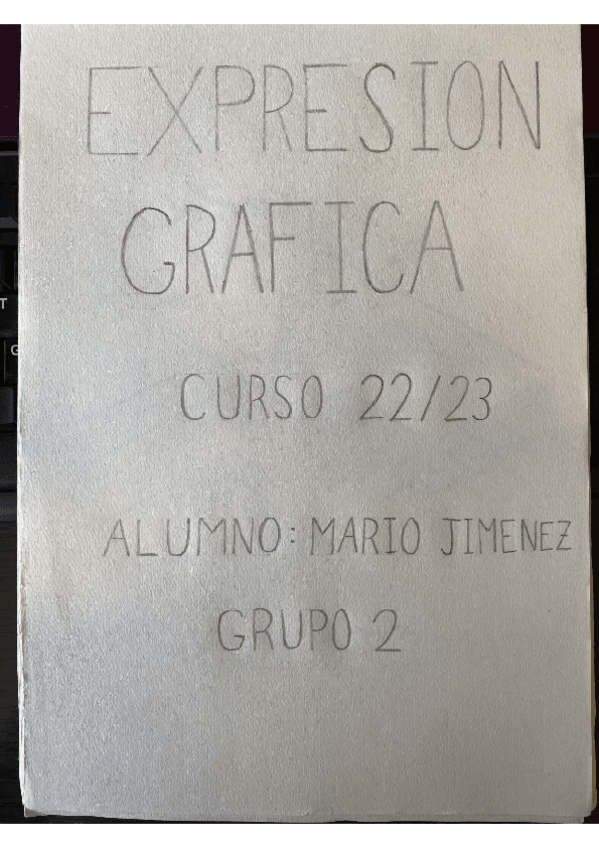 EXPRESION
GRAFICA
CURSO 22/23
ALUMNO: MARIO JIMENEZ
GRUPO 2
T
G